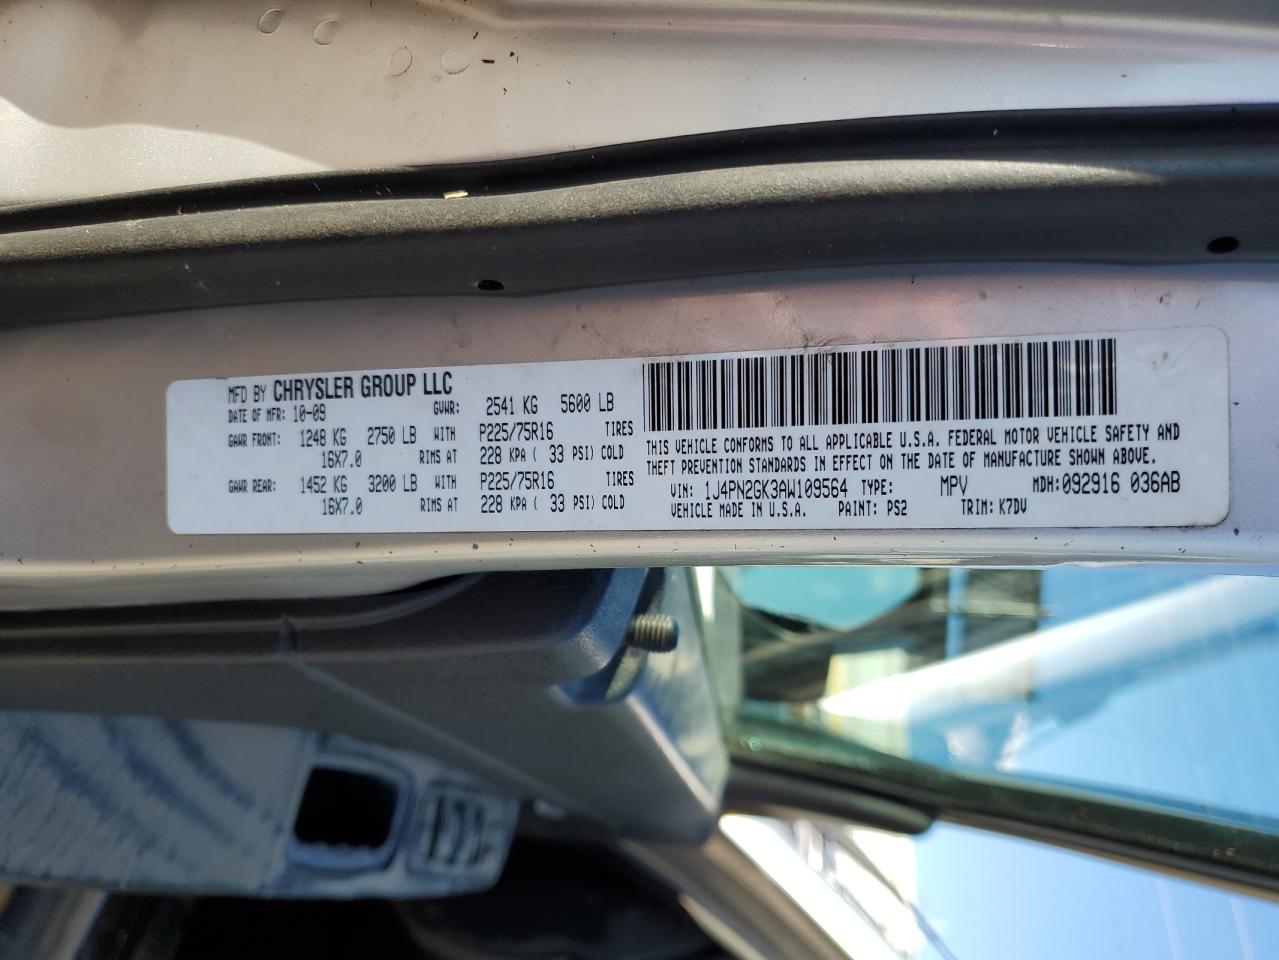 MFD BY CHRYSLER GROUP LLC
DATE OF MFR: 10-09 GVWR: 2541 KG 5600 LB
GAWR FRONT: 1248 KG 2750 LB WITH P225/75R16 TIRES
16X7.0 RIMS AT 228 KPA ( 33 PSI) COLD
GAWR REAR: 1452 KG 3200 LB WITH P225/75R16 TIRES
16X7.0 RIMS AT 228 KPA ( 33 PSI) COLD
THIS VEHICLE CONFORMS TO ALL APPLICABLE U.S.A. FEDERAL MOTOR VEHICLE SAFETY AND
THEFT PREVENTION STANDARDS IN EFFECT ON THE DATE OF MANUFACTURE SHOWN ABOVE.
VIN: 1J4PN2GK3AW109564 TYPE: MPV MDH: 092916 036AB
VEHICLE MADE IN U.S.A. PAINT: PS2 TRIM: K7DV